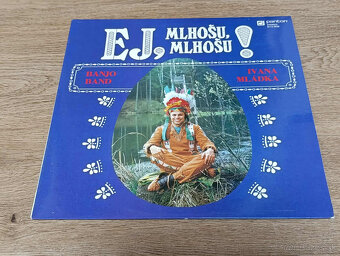 panton
EJ, MLHOŠU,
MLHOŠU!
BANJO
BAND
IVANA
MLÁDKA